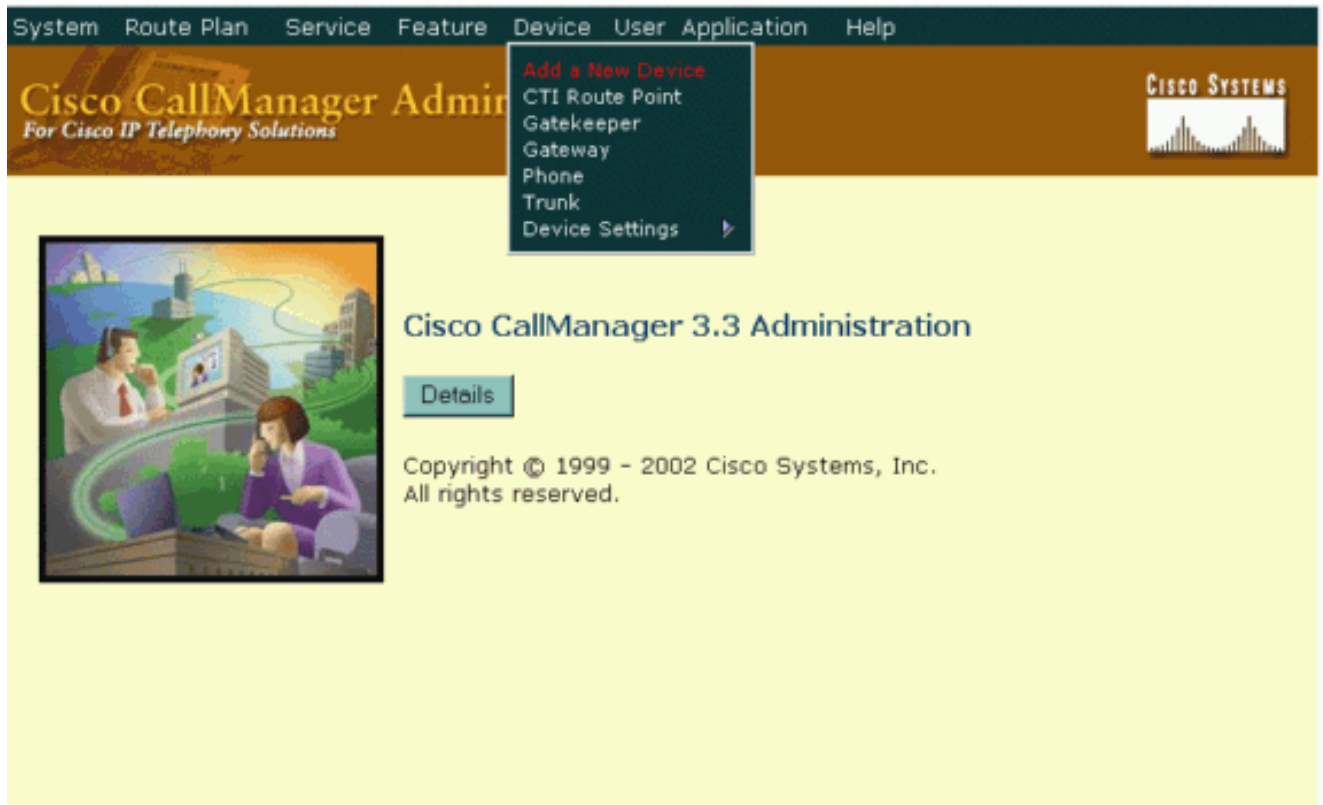 System Route Plan Service Feature Device User Application Help
Cisco CallManager Admin
For Cisco IP Telephony Solutions
CISCO SYSTEMS
Add a New Device
CTI Route Point
Gatekeeper
Gateway
Phone
Trunk
Device Settings
Cisco CallManager 3.3 Administration
Details
Copyright © 1999 - 2002 Cisco Systems, Inc.
All rights reserved.